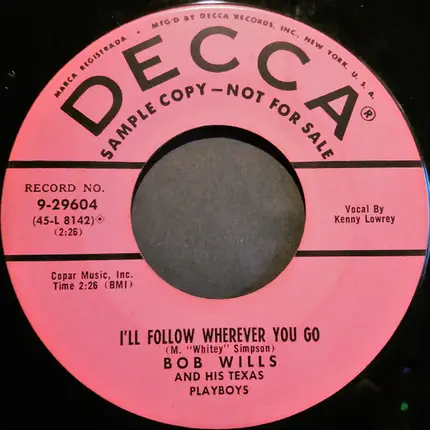 MARCA REGISTRADA • MF'G BY DECCA RECORDS, INC., NEW YORK, U.S.A.
DECCA®
SAMPLE COPY—NOT FOR SALE
RECORD NO.
9-29604
(45-L 8142)
(2:26)
Vocal By
Kenny Lowrey
Copar Music, Inc.
Time 2:26 (BMI)
I'LL FOLLOW WHEREVER YOU GO
(M. "Whitey" Simpson)
BOB WILLS
AND HIS TEXAS
PLAYBOYS